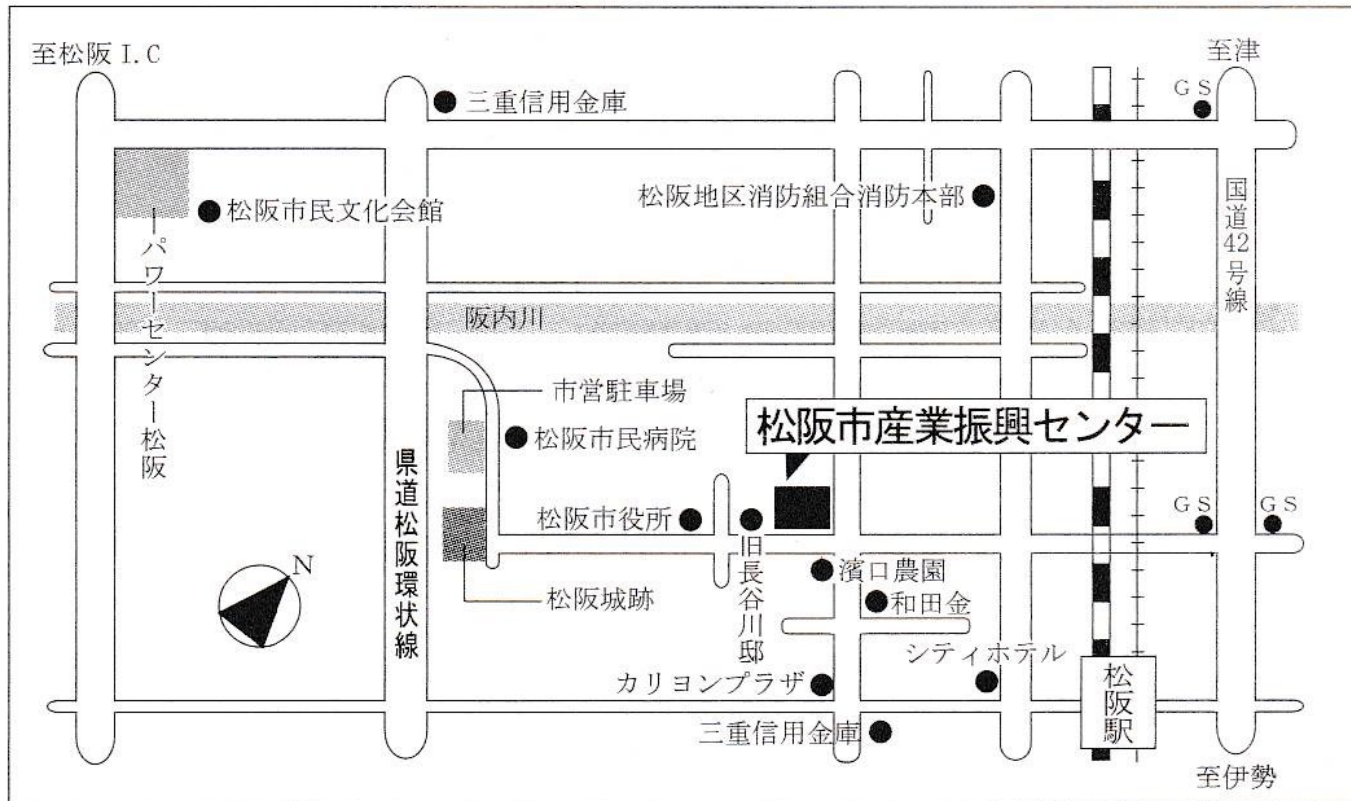 至松阪 I.C
至津
三重信用金庫
GS
松阪市民文化会館
松阪地区消防組合消防本部
国道42号線
パワーセンター松阪
阪内川
市営駐車場
松阪市民病院
松阪市産業振興センター
県道松阪環状線
松阪市役所
旧長谷川邸
GS
GS
N
松阪城跡
濱口農園
和田金
シティホテル
カリヨンプラザ
松阪駅
三重信用金庫
至伊勢